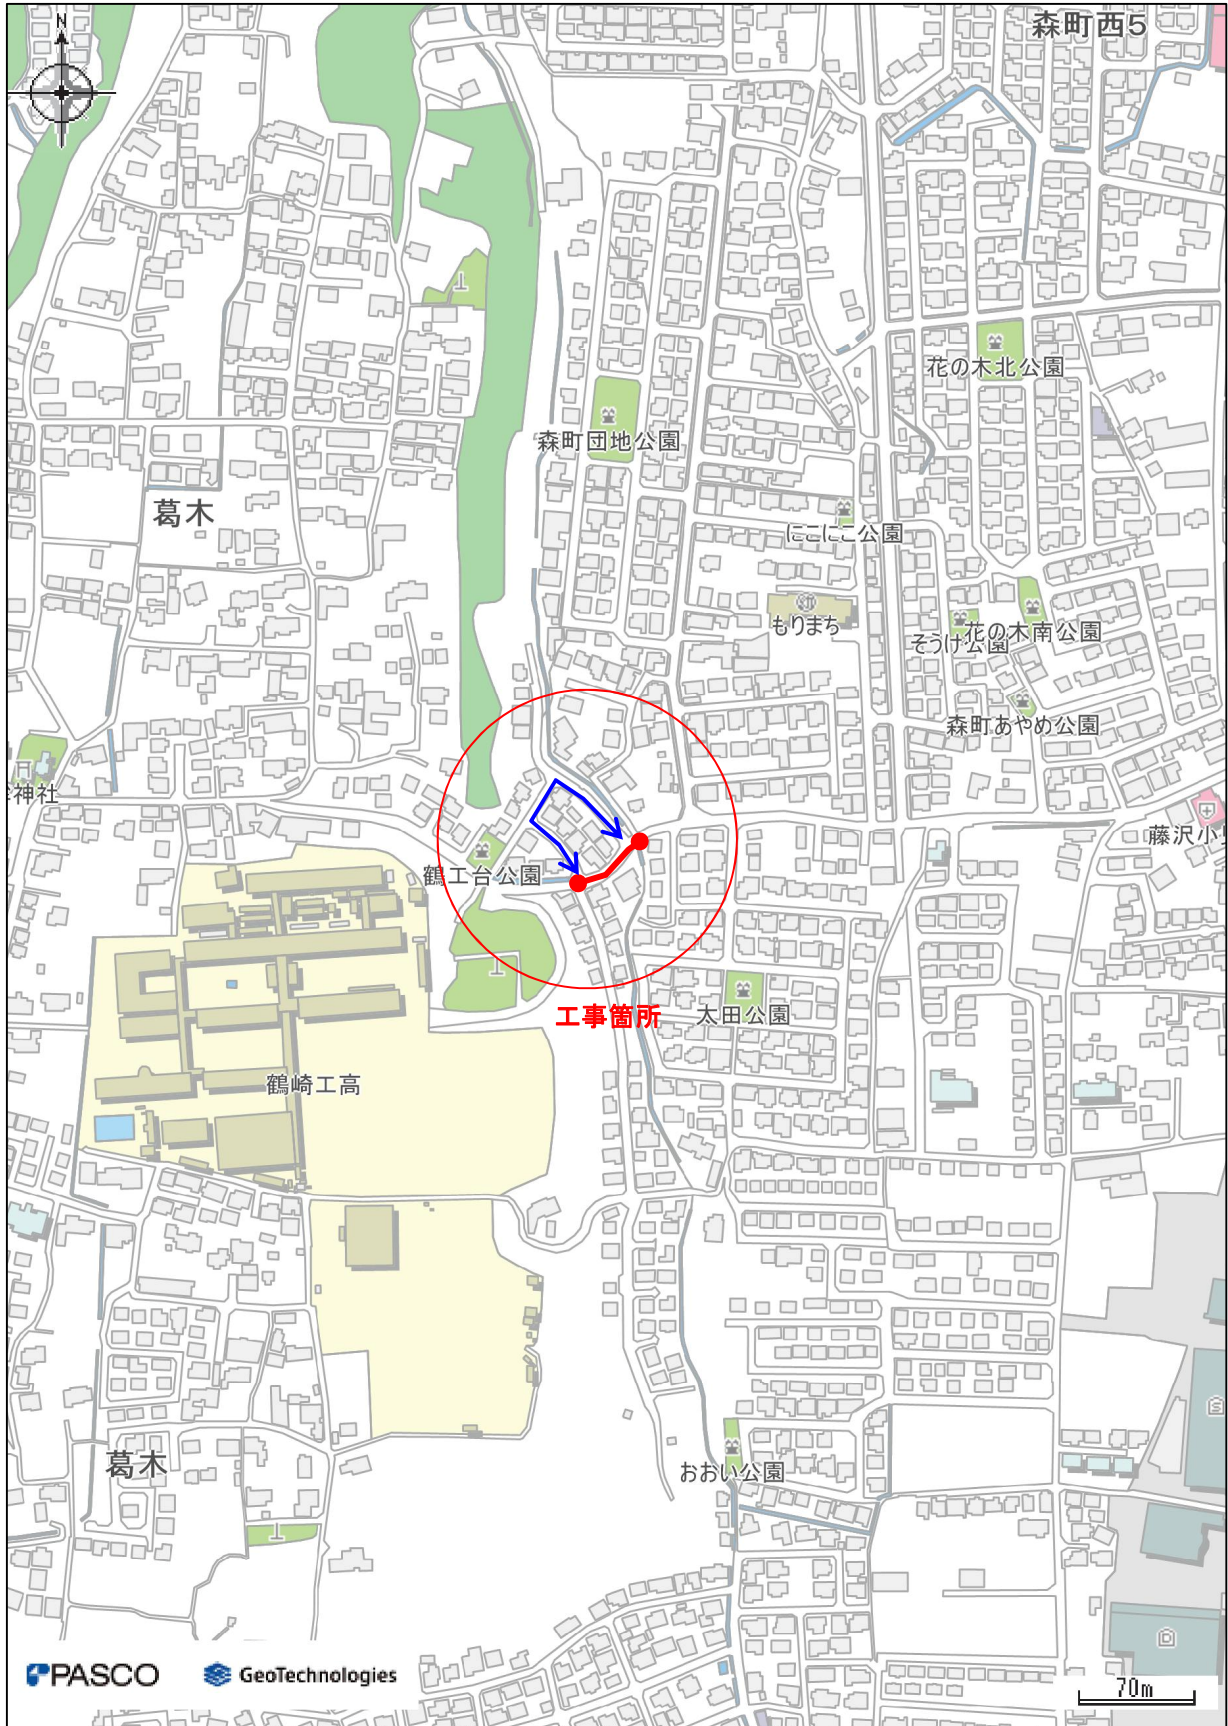 森町西5
N
花の木北公園
森町団地公園
葛木
にこにこ公園
もりまち
そうけ公園
花の木南公園
森町あやめ公園
神社
藤沢小
鶴工台公園
工事箇所
太田公園
鶴崎工高
葛木
おおい公園
PASCO
GeoTechnologies
70m